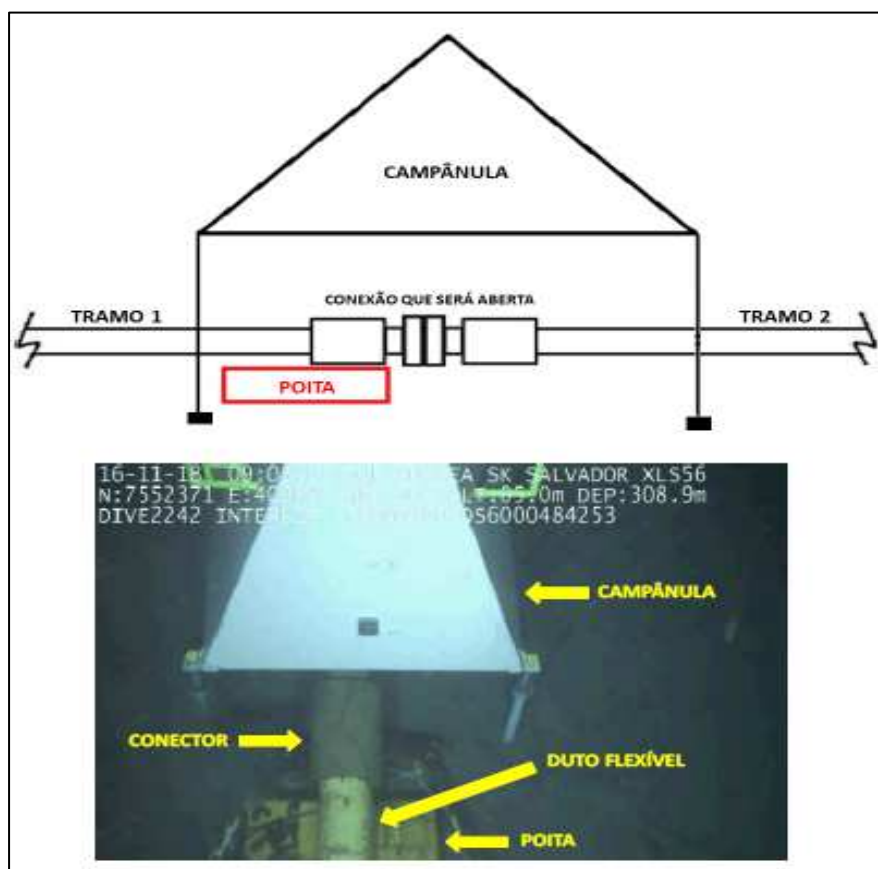 CAMPÂNULA
CONEXÃO QUE SERÁ ABERTA
TRAMO 1
TRAMO 2
POITA
16-11-18 SK SALVADOR XLS56
N:7552371 DEP:308.9m
DIVE2242
CAMPÂNULA
CONECTOR
DUTO FLEXÍVEL
POITA